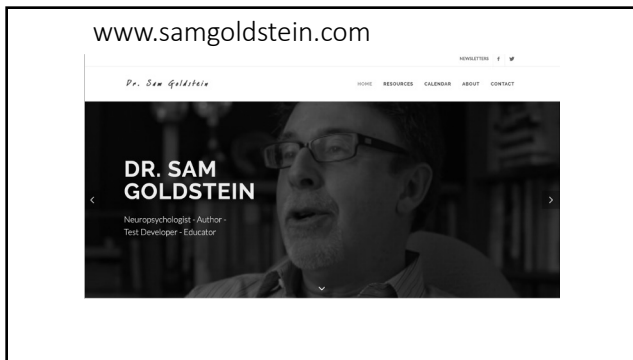 www.samgoldstein.com
NEWSLETTERS
Dr. Sam Goldstein
HOME RESOURCES CALENDAR ABOUT CONTACT
DR. SAM
GOLDSTEIN
Neuropsychologist - Author -
Test Developer - Educator